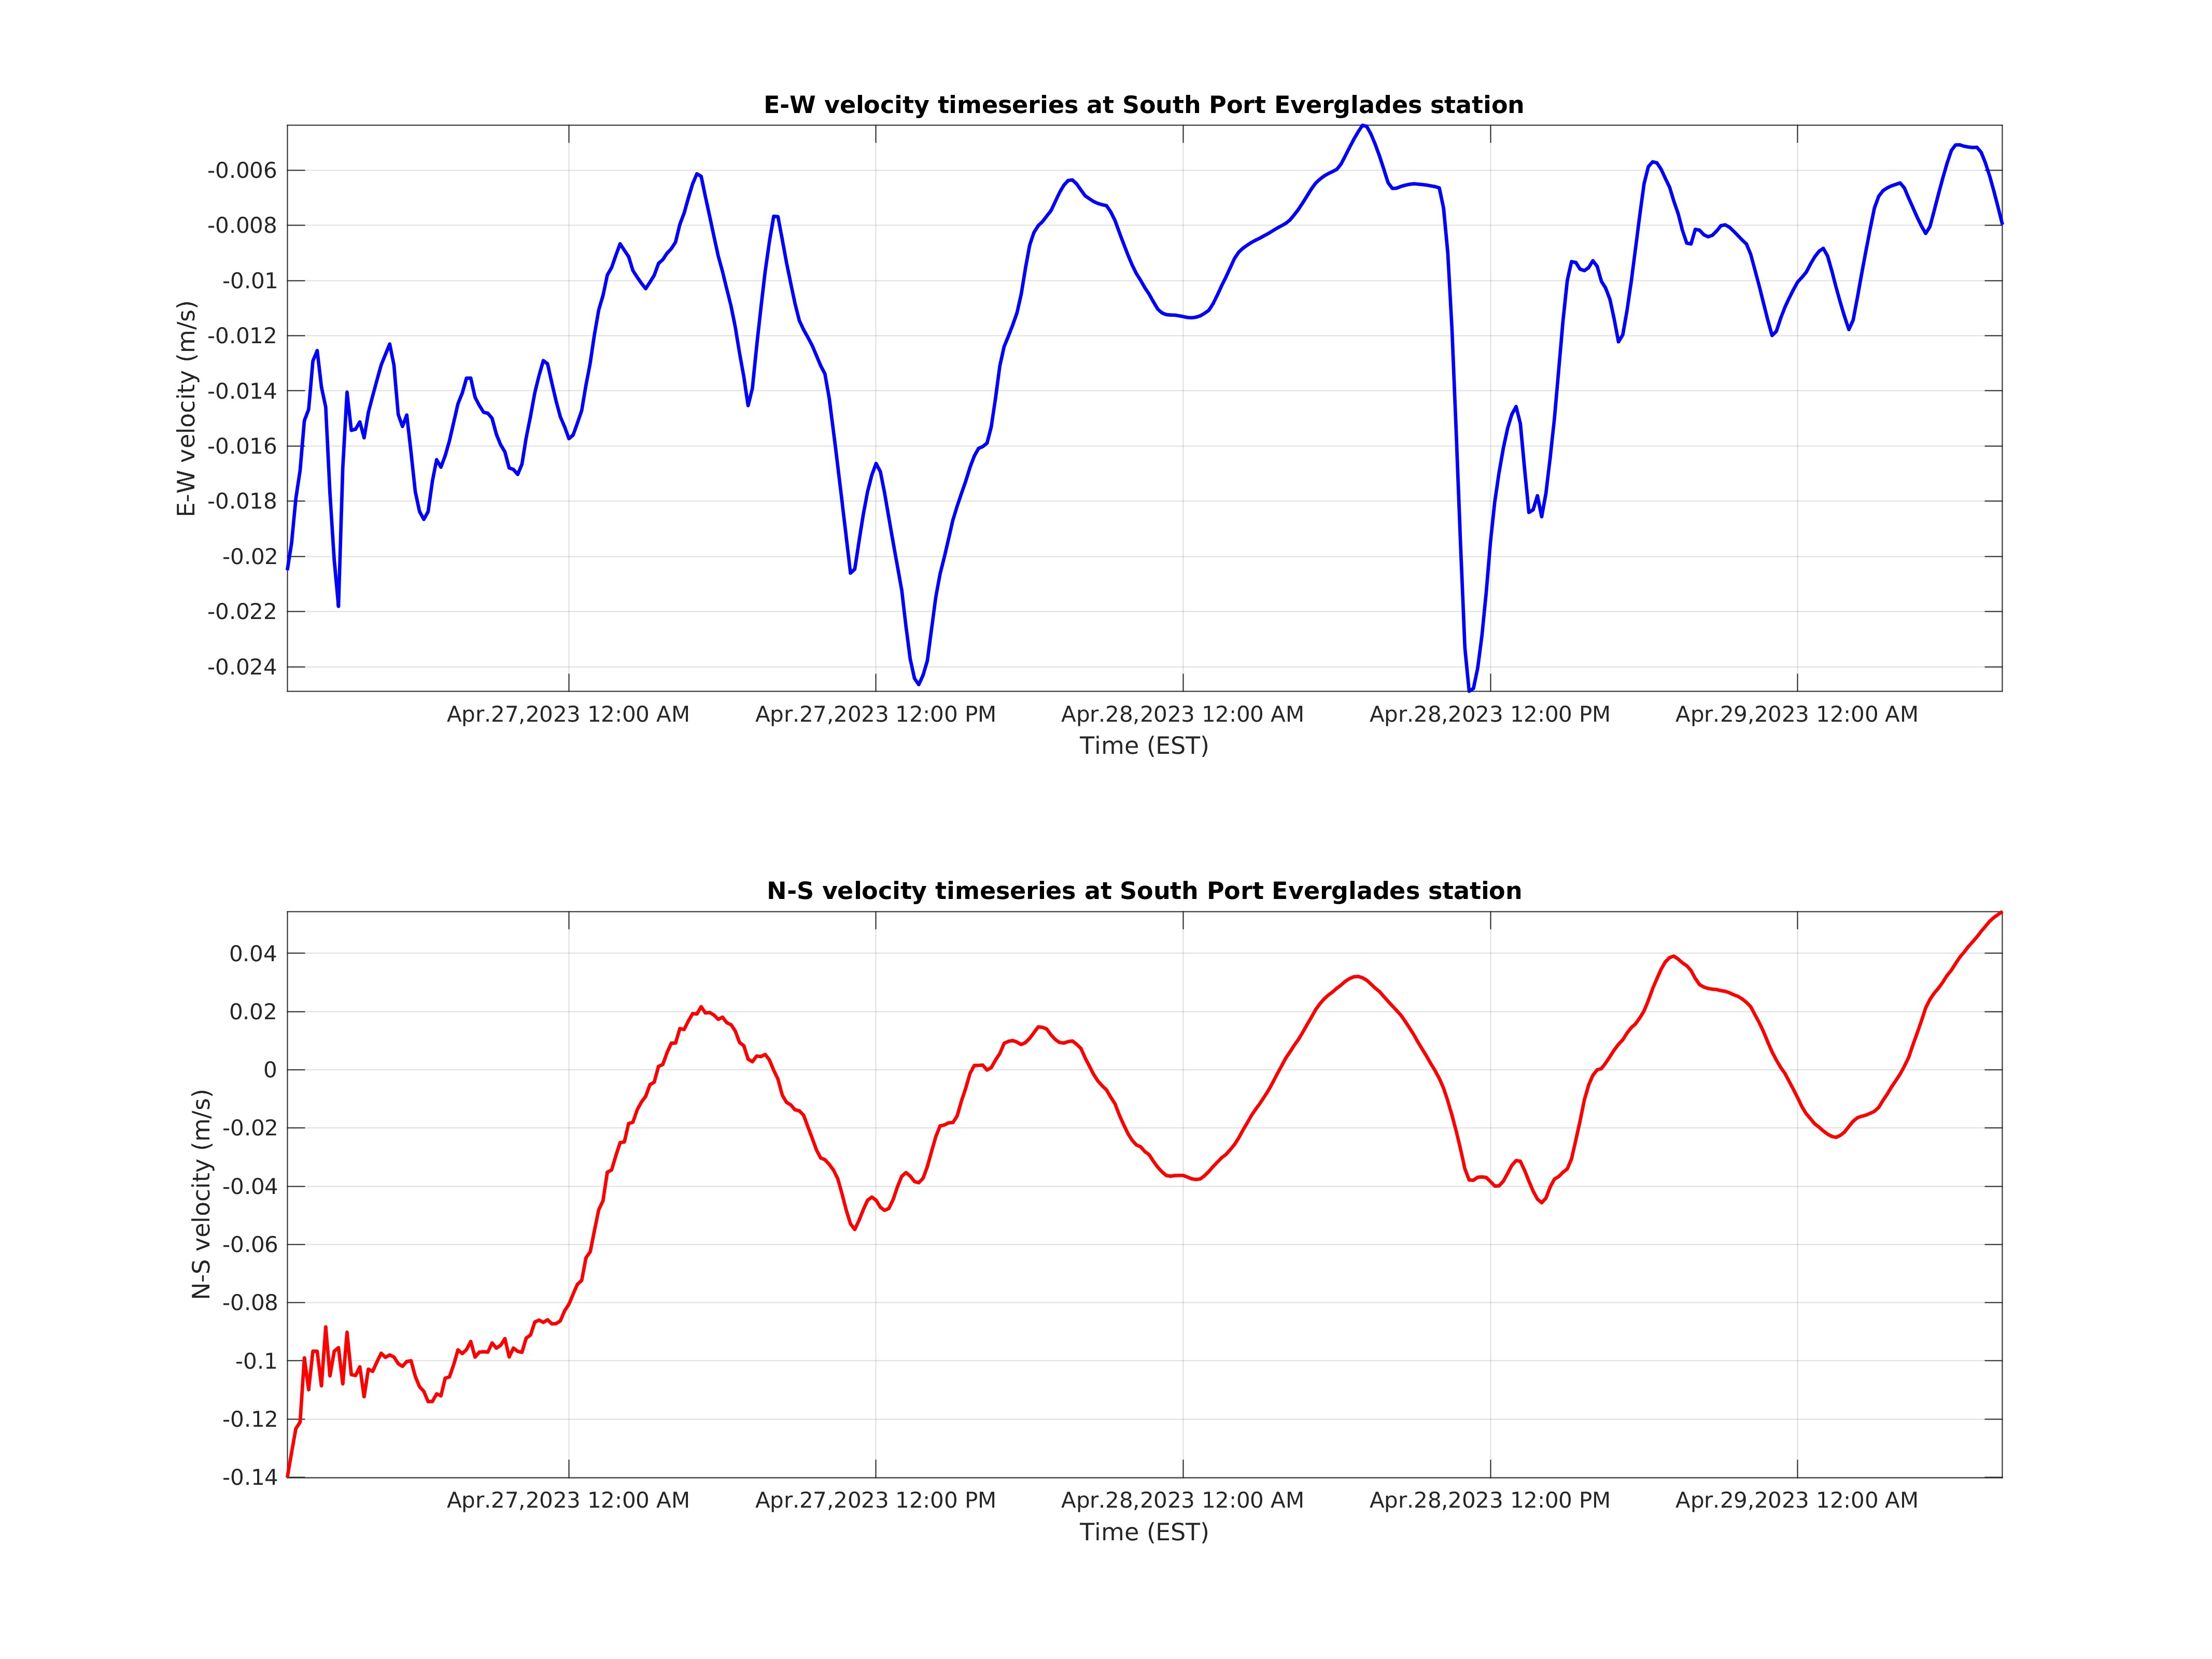 E-W velocity timeseries at South Port Everglades station
-0.006
-0.008
-0.01
-0.012
-0.014
-0.016
-0.018
-0.02
-0.022
-0.024
E-W velocity (m/s)
Apr.27,2023 12:00 AM
Apr.27,2023 12:00 PM
Apr.28,2023 12:00 AM
Apr.28,2023 12:00 PM
Apr.29,2023 12:00 AM
Time (EST)
N-S velocity timeseries at South Port Everglades station
0.04
0.02
0
-0.02
-0.04
-0.06
-0.08
-0.1
-0.12
-0.14
N-S velocity (m/s)
Apr.27,2023 12:00 AM
Apr.27,2023 12:00 PM
Apr.28,2023 12:00 AM
Apr.28,2023 12:00 PM
Apr.29,2023 12:00 AM
Time (EST)